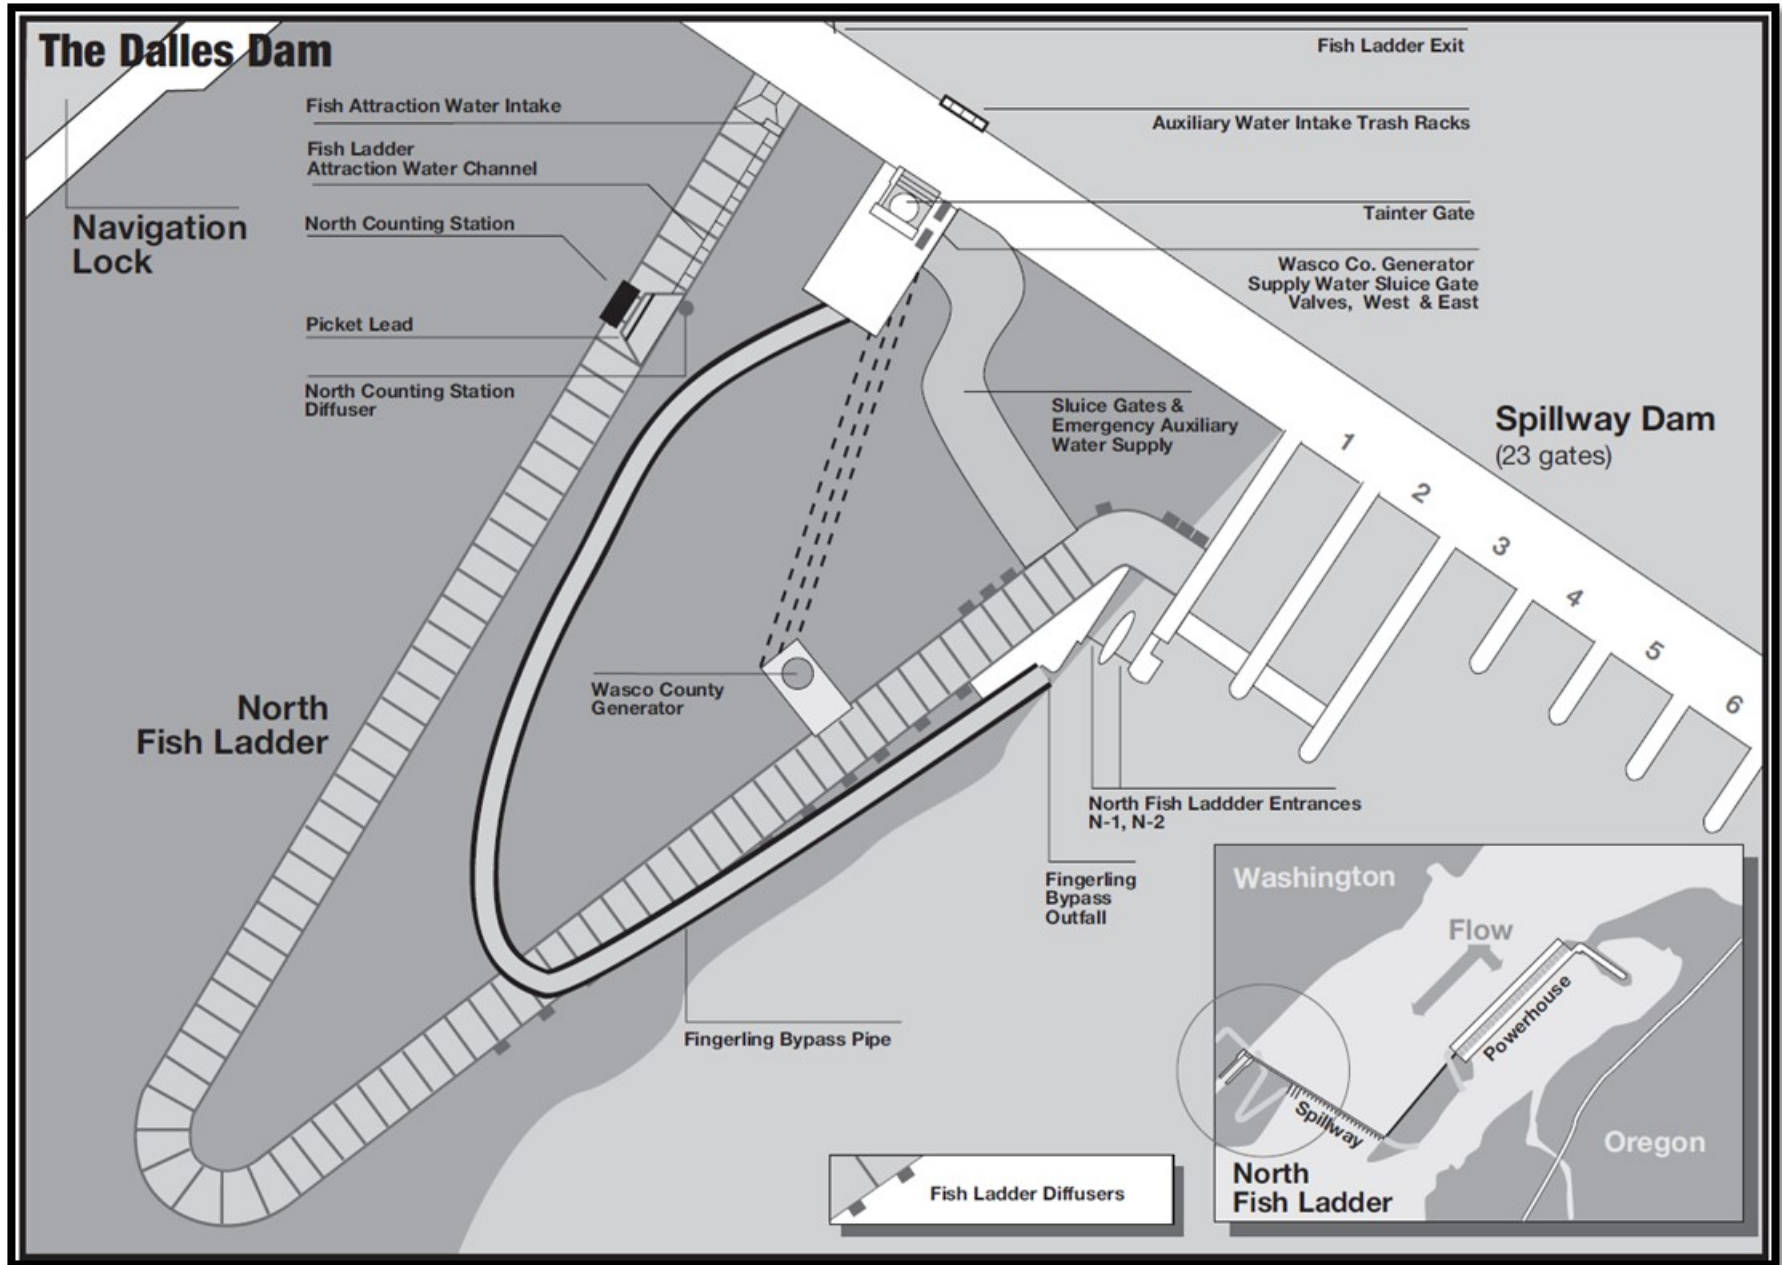 The Dalles Dam
Fish Ladder Exit
Fish Attraction Water Intake
Auxiliary Water Intake Trash Racks
Fish Ladder
Attraction Water Channel
North Counting Station
Navigation
Lock
Tainter Gate
Wasco Co. Generator
Supply Water Sluice Gate
Valves, West & East
Picket Lead
North Counting Station
Diffuser
Sluice Gates &
Emergency Auxiliary
Water Supply
Spillway Dam
(23 gates)
1
2
3
4
5
6
Wasco County
Generator
North
Fish Ladder
North Fish Laddder Entrances
N-1, N-2
Fingerling
Bypass
Outfall
Fingerling Bypass Pipe
Fish Ladder Diffusers
Washington
Flow
Powerhouse
Spillway
Oregon
North
Fish Ladder